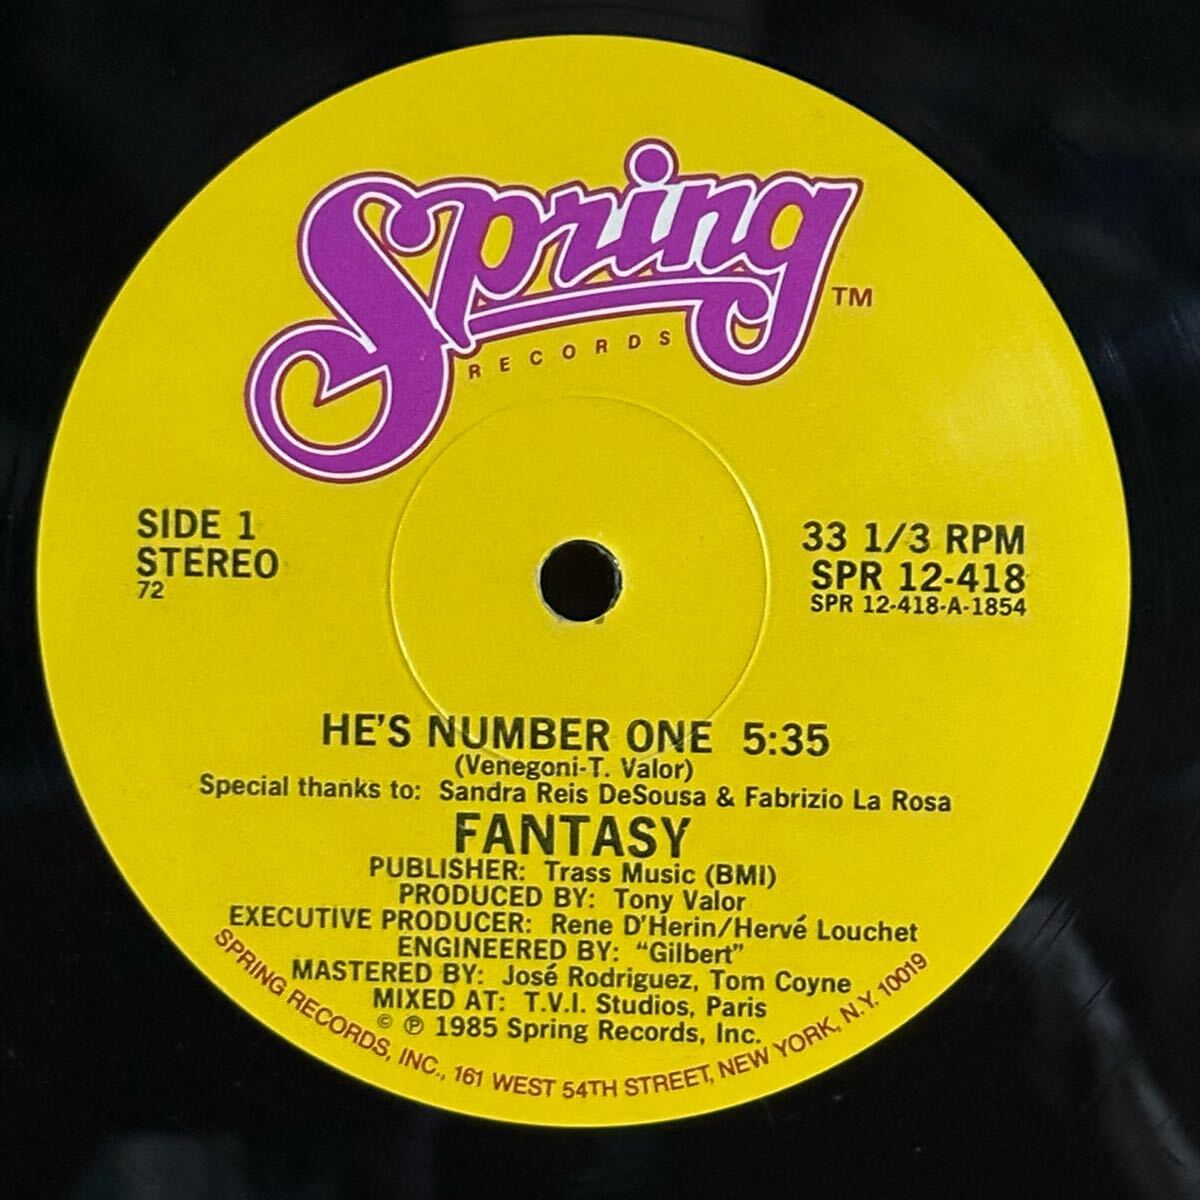 Spring TM
RECORDS
SIDE 1
STEREO
72
33 1/3 RPM
SPR 12-418
SPR 12-418-A-1854
HE'S NUMBER ONE 5:35
(Venegoni-T. Valor)
Special thanks to: Sandra Reis DeSousa & Fabrizio La Rosa
FANTASY
PUBLISHER: Trass Music (BMI)
PRODUCED BY: Tony Valor
EXECUTIVE PRODUCER: Rene D'Herin/Hervé Louchet
ENGINEERED BY: "Gilbert"
MASTERED BY: José Rodriguez, Tom Coyne
MIXED AT: T.V.I. Studios, Paris
© ℗ 1985 Spring Records, Inc.
SPRING RECORDS, INC., 161 WEST 54TH STREET, NEW YORK, N.Y. 10019